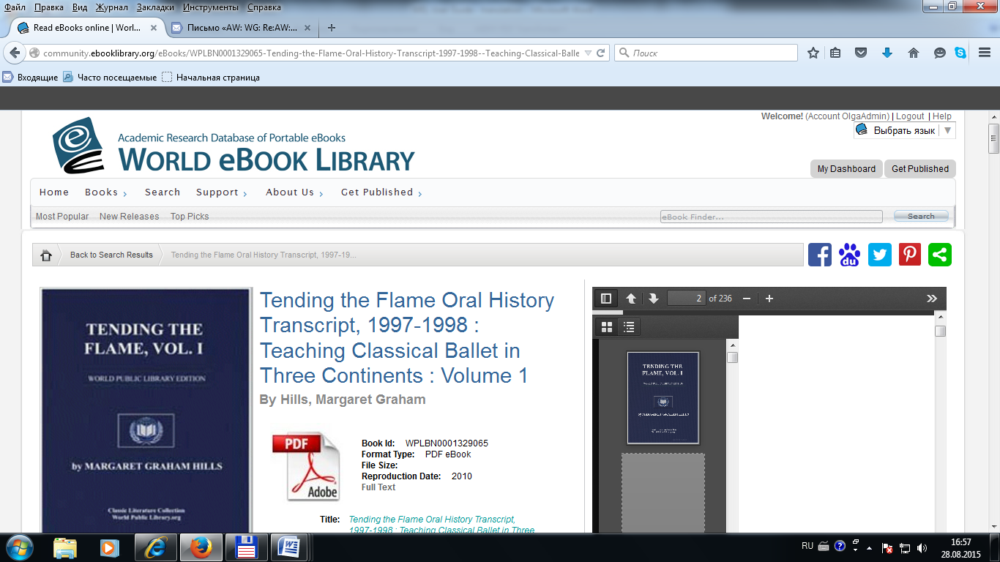 Файл Правка Вид Журнал Закладки Инструменты Справка
Read eBooks online | Worl... × Письмо «AW: WG: Re:AW:... × +
community.ebooklibrary.org/eBooks/WPLBN0001329065-Tending-the-Flame-Oral-History-Transcript-1997-1998--Teaching-Classical-Balle
Поиск
Входящие Часто посещаемые Начальная страница
Welcome! (Account OlgaAdmin) | Logout | Help
Выбрать язык ▼
Academic Research Database of Portable eBooks
WORLD eBOOK LIBRARY
My Dashboard Get Published
Home Books Search Support About Us Get Published
Most Popular New Releases Top Picks
eBook Finder... Search
Back to Search Results Tending the Flame Oral History Transcript, 1997-19...
du
TENDING THE
FLAME, VOL. I
WORLD PUBLIC LIBRARY EDITION
by MARGARET GRAHAM HILLS
Classic Literature Collection
World Public Library.org
Tending the Flame Oral History
Transcript, 1997-1998 :
Teaching Classical Ballet in
Three Continents : Volume 1
By Hills, Margaret Graham
PDF
Adobe
Book Id: WPLBN0001329065
Format Type: PDF eBook
File Size:
Reproduction Date: 2010
Full Text
Title: Tending the Flame Oral History Transcript,
1997-1998 : Teaching Classical Ballet in Three
2 of 236
TENDING THE
FLAME, VOL. I
by MARGARET GRAHAM HILLS
RU
16:57
28.08.2015